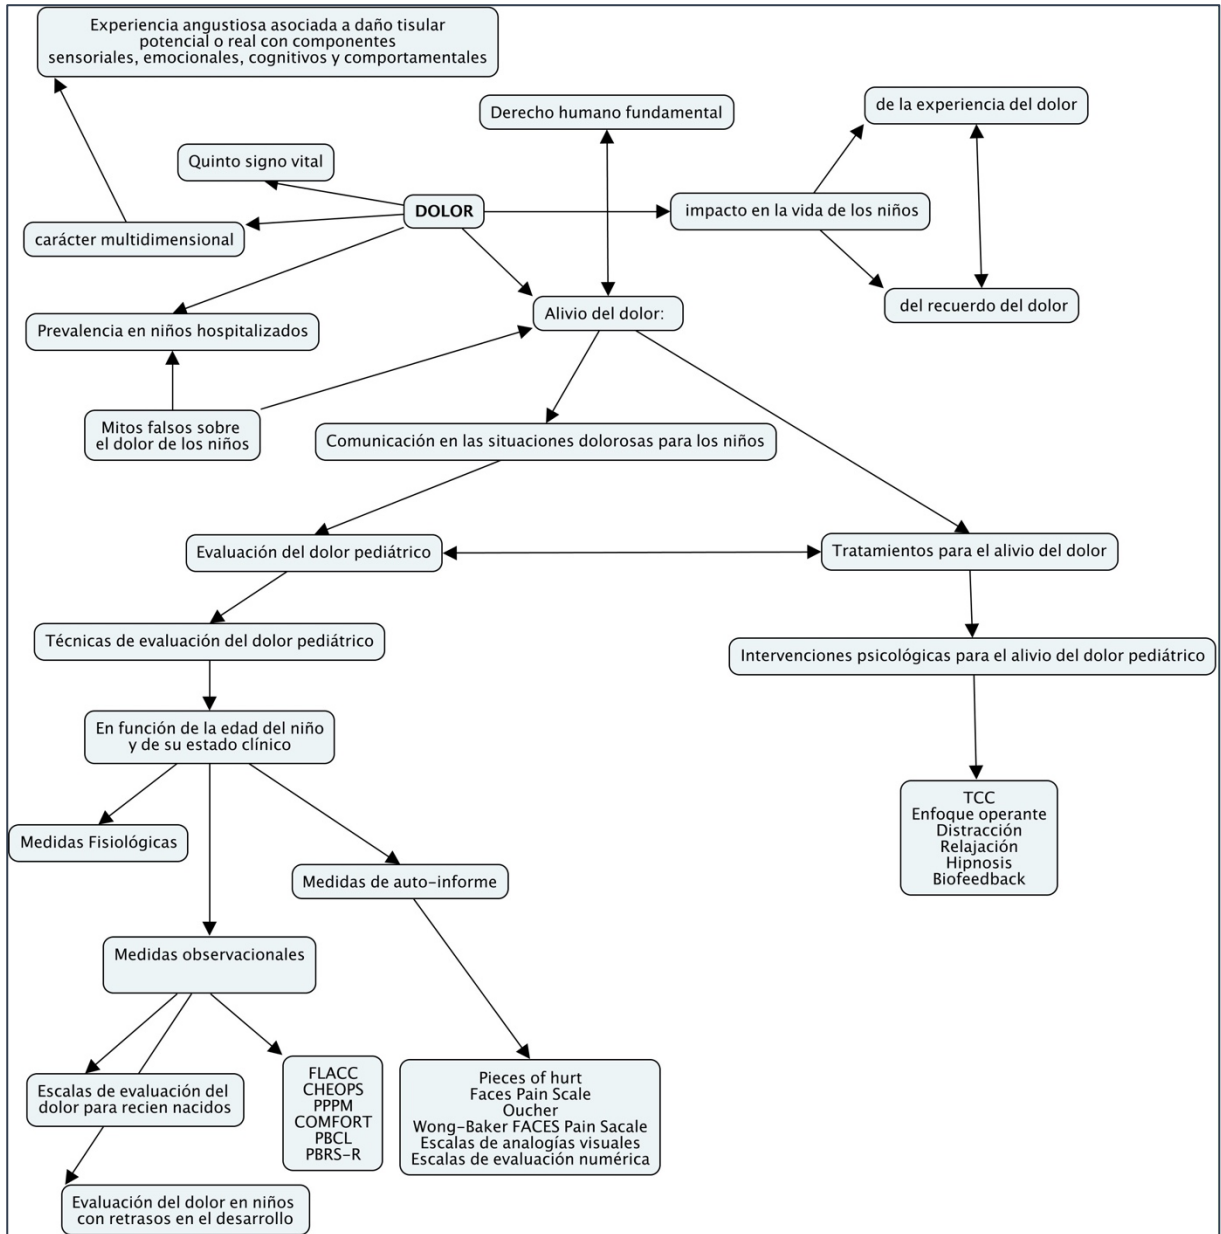 Experiencia angustiosa asociada a daño tisular
potencial o real con componentes
sensoriales, emocionales, cognitivos y comportamentales
Derecho humano fundamental
de la experiencia del dolor
Quinto signo vital
DOLOR
impacto en la vida de los niños
carácter multidimensional
del recuerdo del dolor
Alivio del dolor:
Prevalencia en niños hospitalizados
Mitos falsos sobre
el dolor de los niños
Comunicación en las situaciones dolorosas para los niños
Evaluación del dolor pediátrico
Tratamientos para el alivio del dolor
Técnicas de evaluación del dolor pediátrico
Intervenciones psicológicas para el alivio del dolor pediátrico
En función de la edad del niño
y de su estado clínico
TCC
Enfoque operante
Distracción
Relajación
Hipnosis
Biofeedback
Medidas Fisiológicas
Medidas de auto-informe
Medidas observacionales
Escalas de evaluación del
dolor para recien nacidos
FLACC
CHEOPS
PPPM
COMFORT
PBCL
PBRS-R
Pieces of hurt
Faces Pain Scale
Oucher
Wong-Baker FACES Pain Sacale
Escalas de analogías visuales
Escalas de evaluación numérica
Evaluación del dolor en niños
con retrasos en el desarrollo